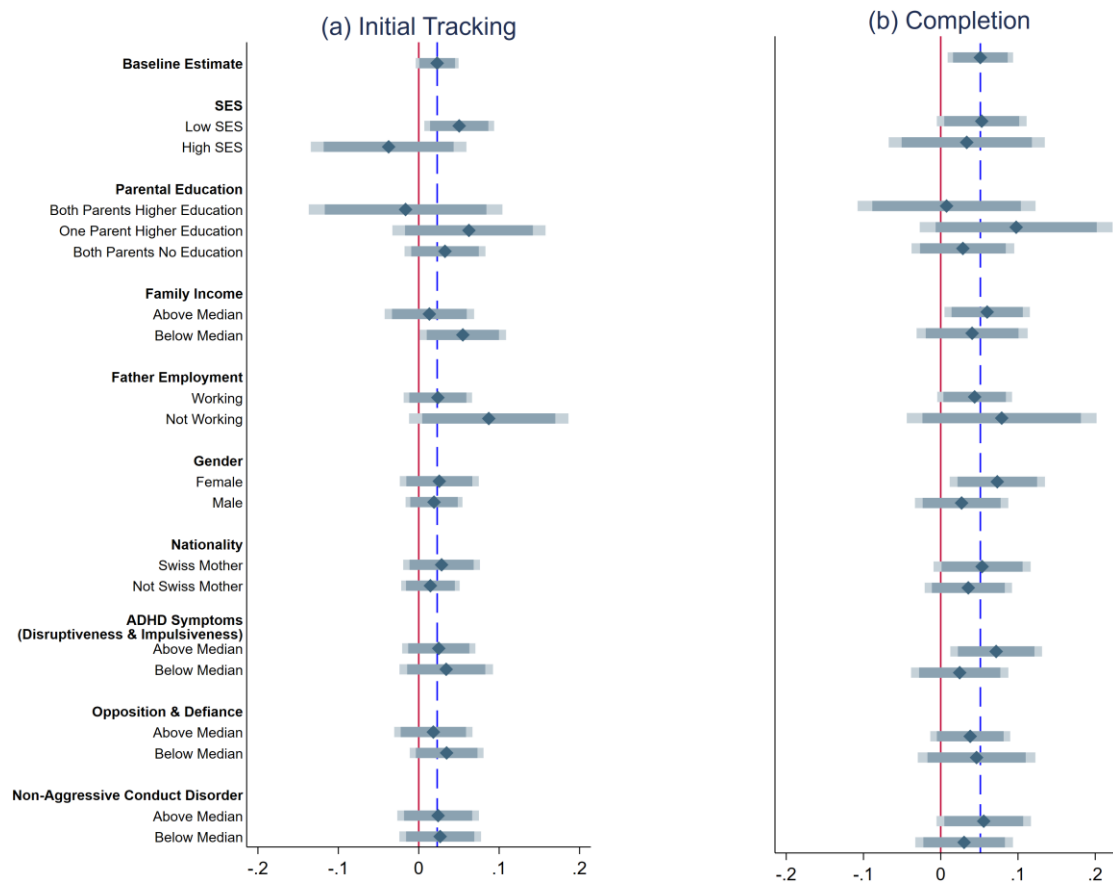 (a) Initial Tracking
(b) Completion
Baseline Estimate
SES
Low SES
High SES
Parental Education
Both Parents Higher Education
One Parent Higher Education
Both Parents No Education
Family Income
Above Median
Below Median
Father Employment
Working
Not Working
Gender
Female
Male
Nationality
Swiss Mother
Not Swiss Mother
ADHD Symptoms
(Disruptiveness & Impulsiveness)
Above Median
Below Median
Opposition & Defiance
Above Median
Below Median
Non-Aggressive Conduct Disorder
Above Median
Below Median
-.2 -.1 0 .1 .2
-.2 -.1 0 .1 .2